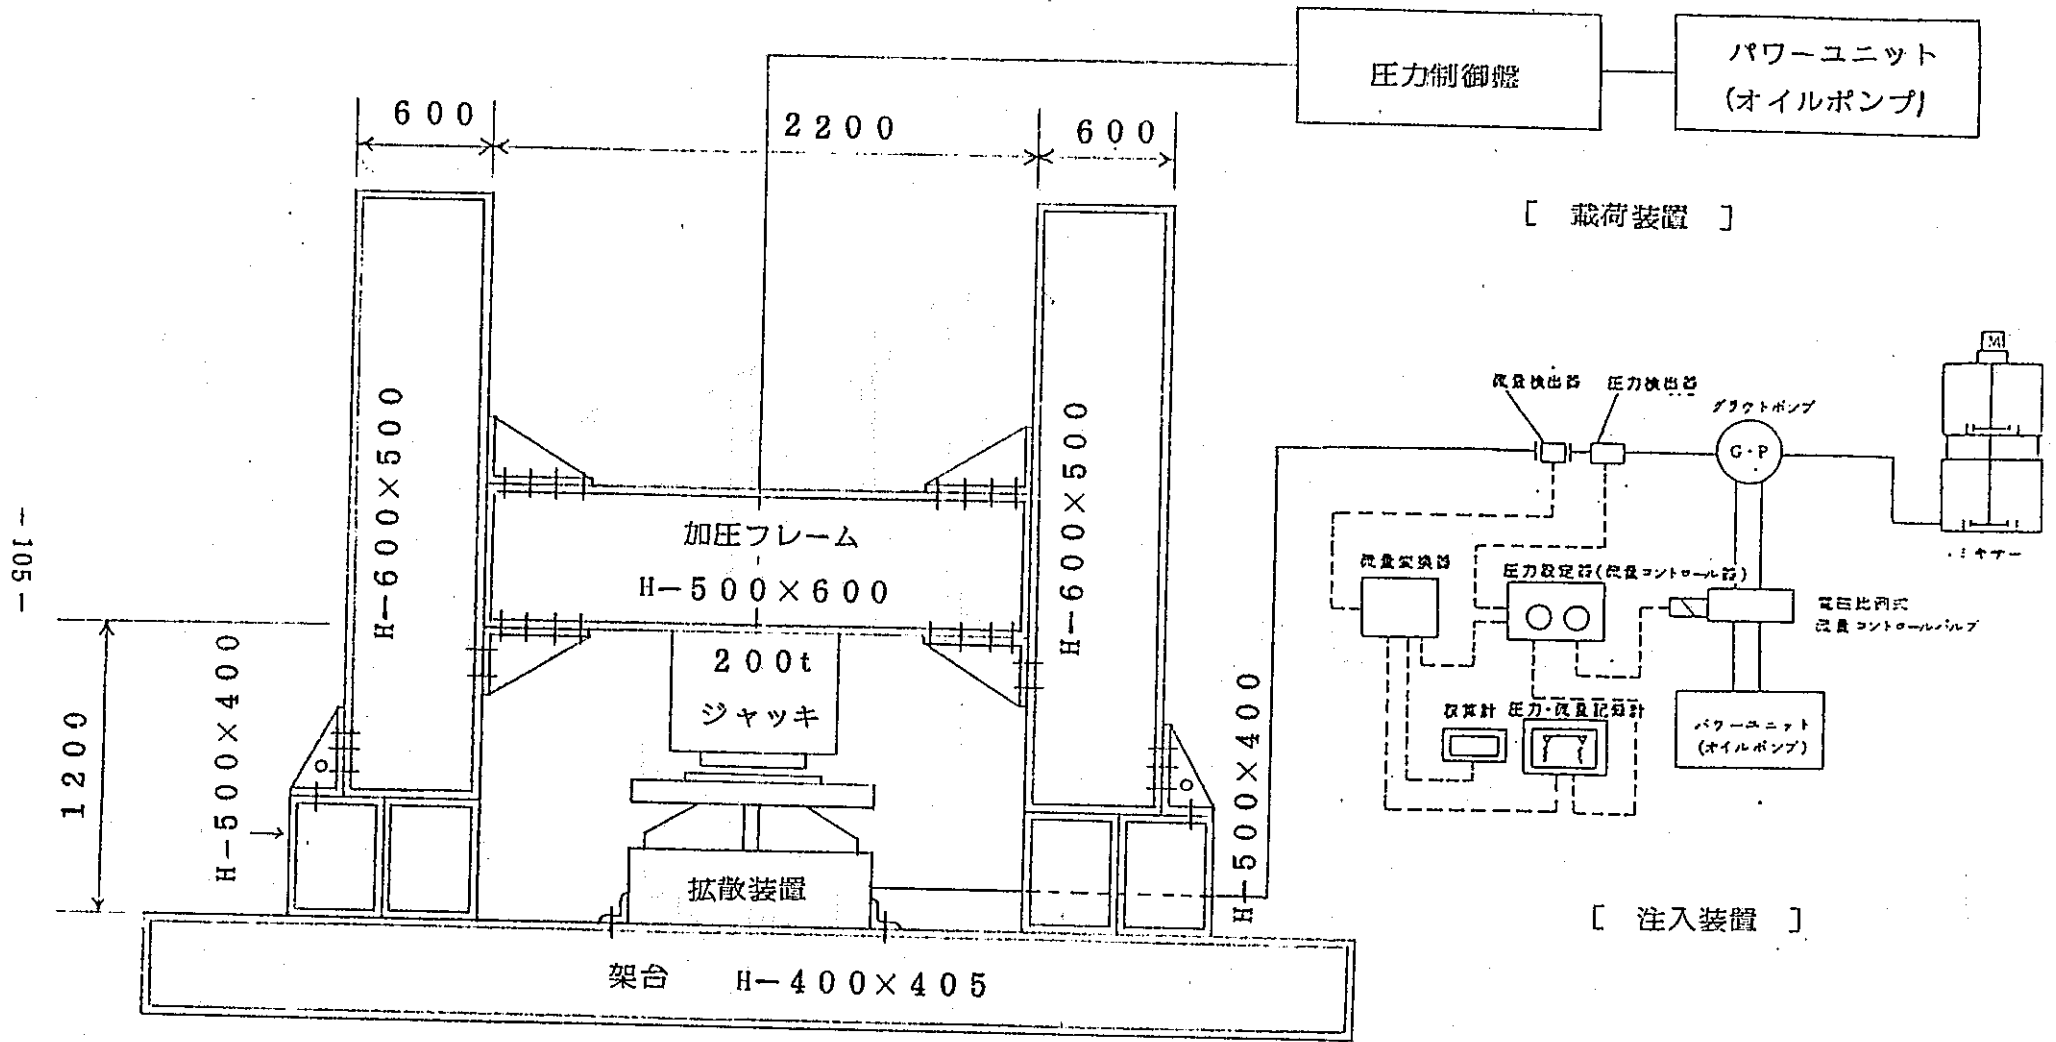 圧力制御盤
パワーユニット
(オイルポンプ)
600
2200
600
[ 載荷装置 ]
H-600×500
H-600×500
加圧フレーム
H-500×600
200t
ジャッキ
1200
H-500×400
H-500×400
拡散装置
架台 H-400×405
流量検出器
圧力検出器
グラウトポンプ
G・P
M
ミキサー
流量変換器
圧力設定器(流量コントロール器)
流量コントロールバルブ
積算計
圧力・流量記録計
パワーユニット
(オイルポンプ)
[ 注入装置 ]
-105-